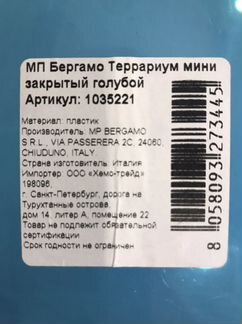 МП Бергамо Террариум мини
закрытый голубой
Артикул: 1035221
Материал: пластик
Производитель: MP BERGAMO
S.R.L., VIA PASSERERA 2C, 24060,
CHIUDUNO, ITALY
Страна изготовитель: Италия
Импортер: ООО «Хемо-трейд»
198096,
г. Санкт-Петербург, дорога на
Турухтанные острова.
дом 14, литер А, помещение 22
Товар не подлежит обязательной
сертификации
Срок годности не ограничен
8 058093 273445